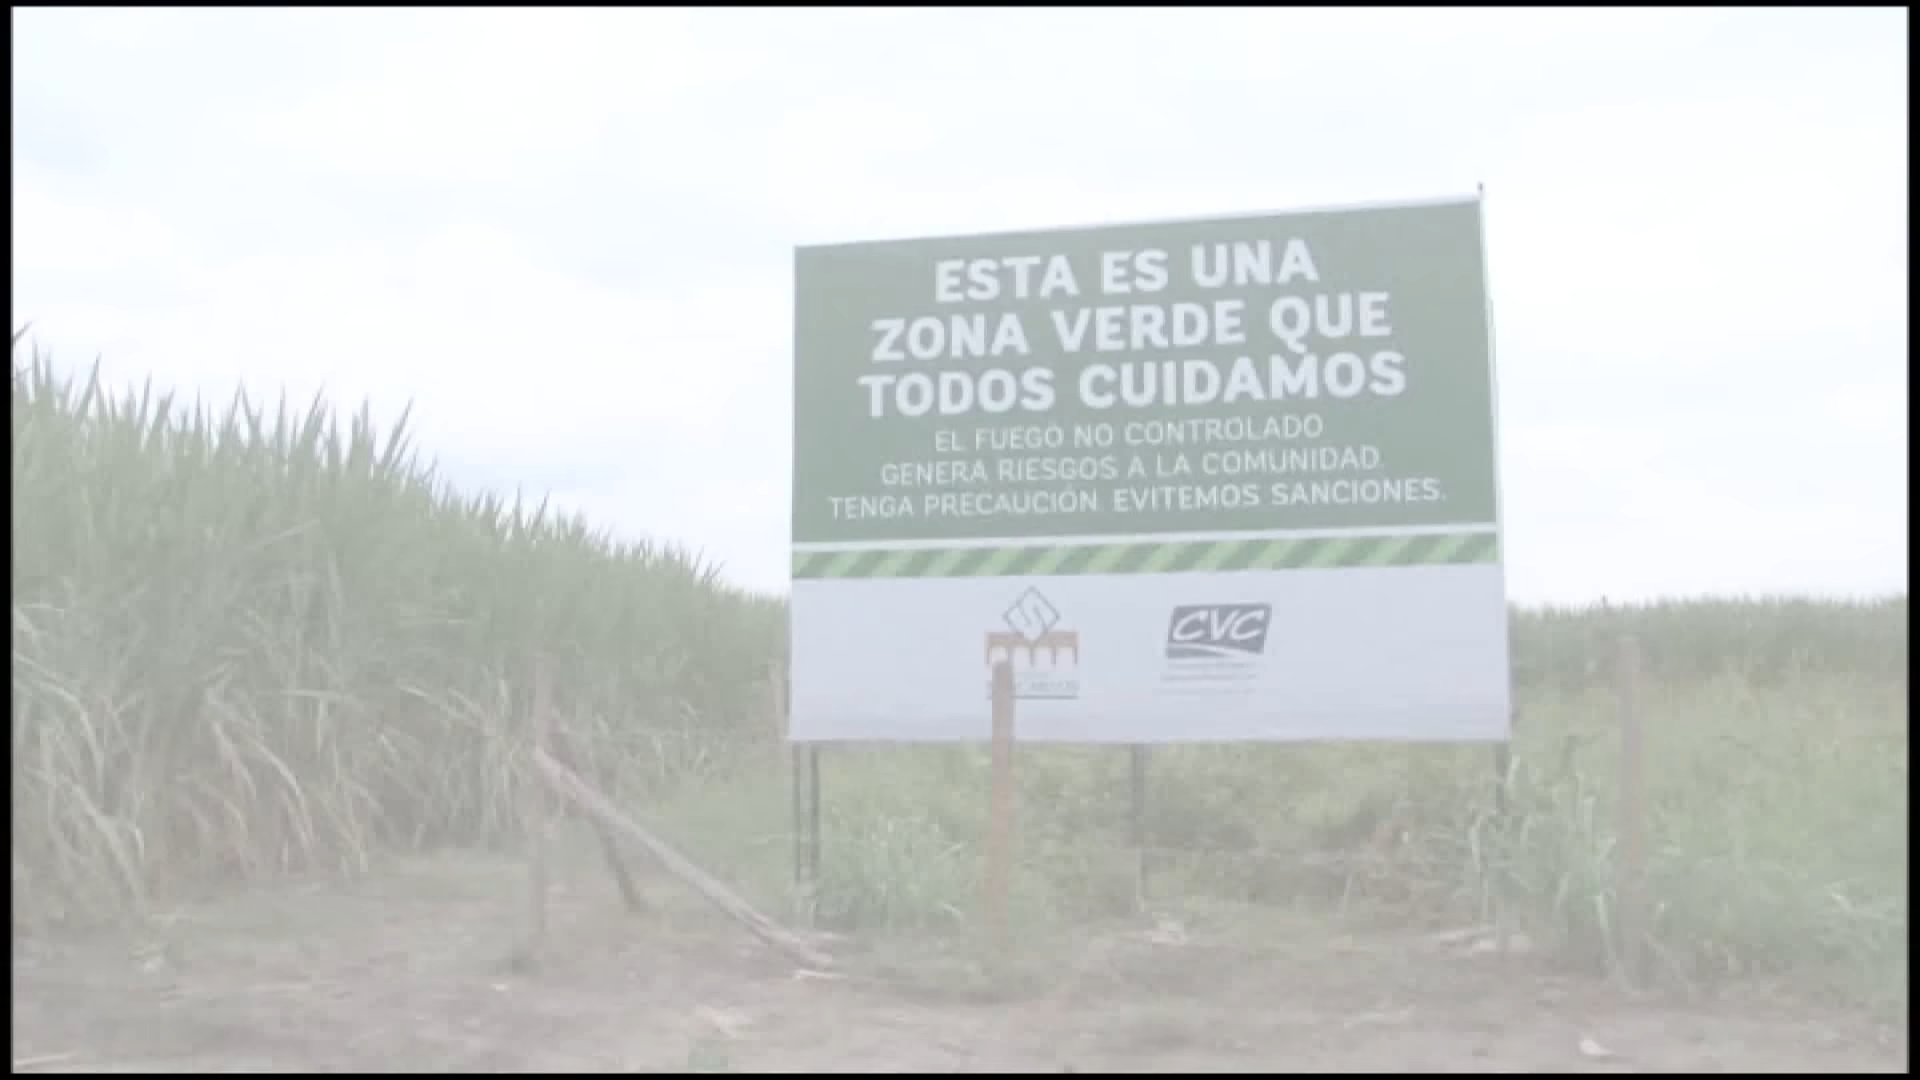 ESTA ES UNA
ZONA VERDE QUE
TODOS CUIDAMOS
EL FUEGO NO CONTROLADO
GENERA RIESGOS A LA COMUNIDAD.
TENGA PRECAUCIÓN. EVITEMOS SANCIONES.
CVC